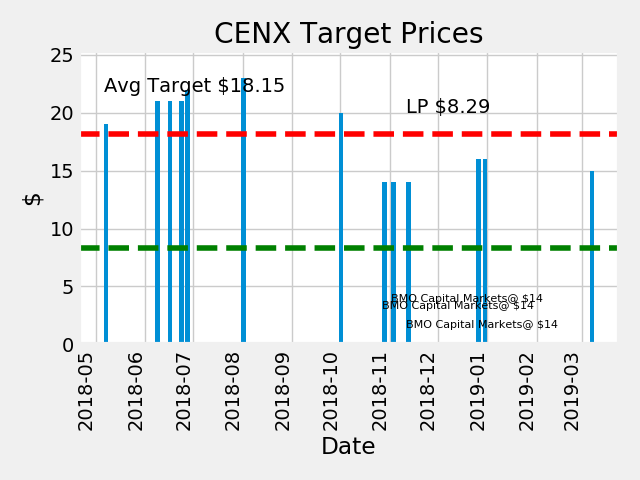 CENX Target Prices
25
Avg Target $18.15
LP $8.29
20
15
$
10
5
BMO Capital Markets@ $14
BMO Capital Markets@ $14
BMO Capital Markets@ $14
0
2018-05
2018-06
2018-07
2018-08
2018-09
2018-10
2018-11
2018-12
2019-01
2019-02
2019-03
Date